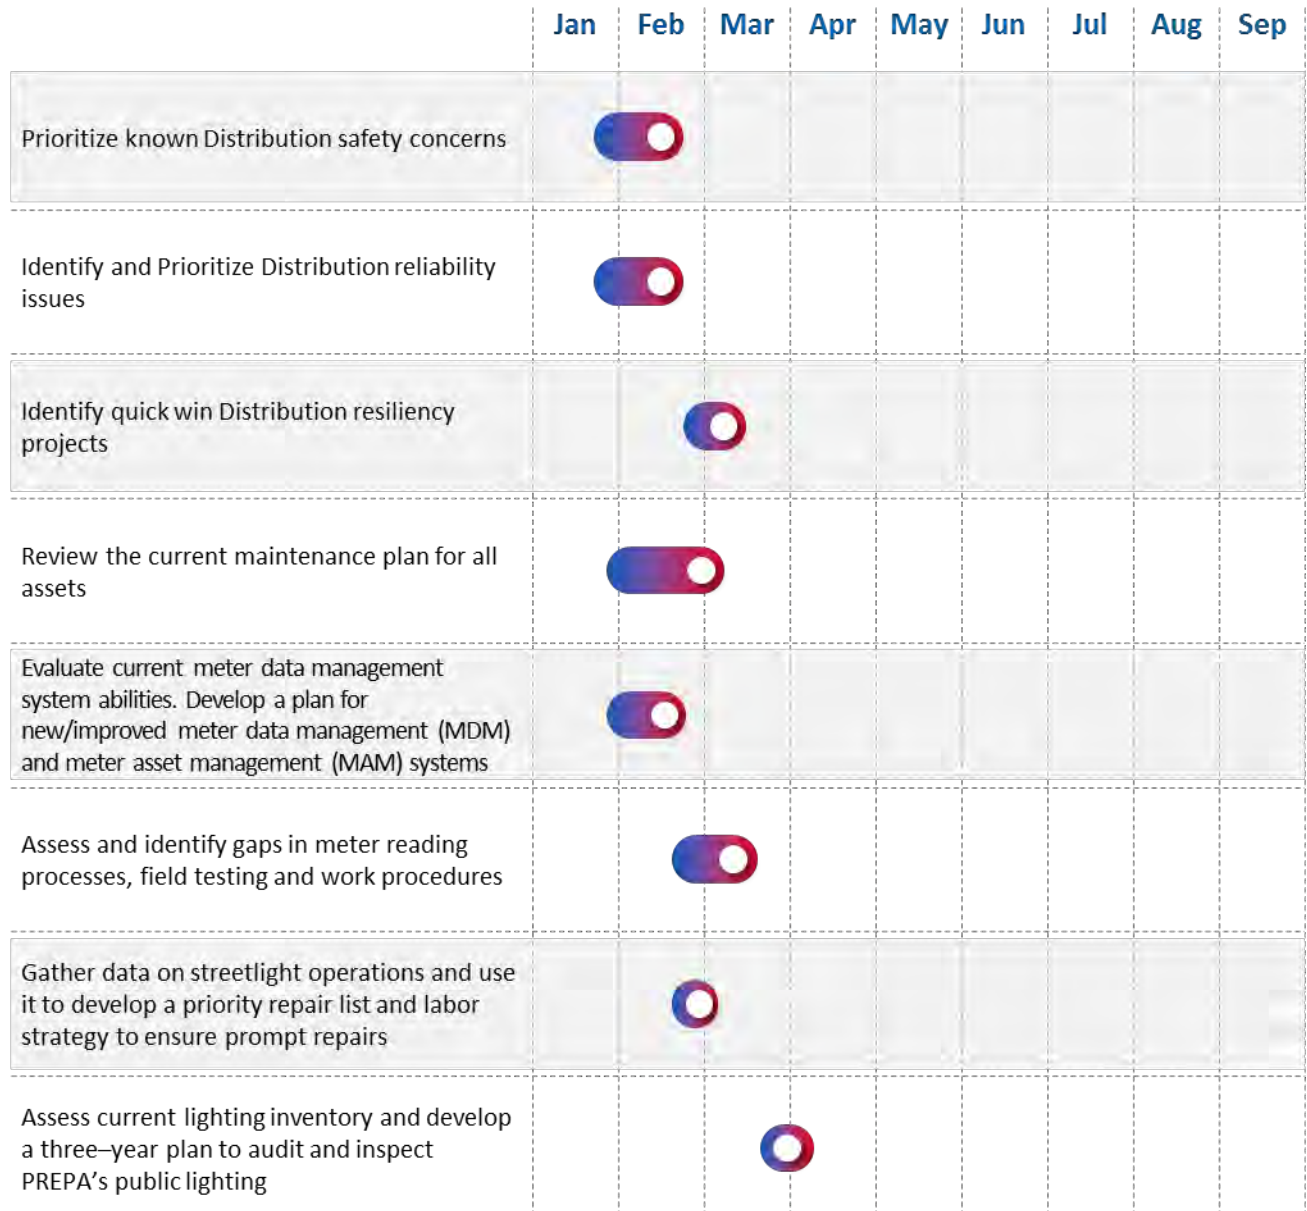 Jan Feb Mar Apr May Jun Jul Aug Sep
Prioritize known Distribution safety concerns
Identify and Prioritize Distribution reliability
issues
Identify quick win Distribution resiliency
projects
Review the current maintenance plan for all
assets
Evaluate current meter data management
system abilities. Develop a plan for
new/improved meter data management (MDM)
and meter asset management (MAM) systems
Assess and identify gaps in meter reading
processes, field testing and work procedures
Gather data on streetlight operations and use
it to develop a priority repair list and labor
strategy to ensure prompt repairs
Assess current lighting inventory and develop
a three–year plan to audit and inspect
PREPA’s public lighting